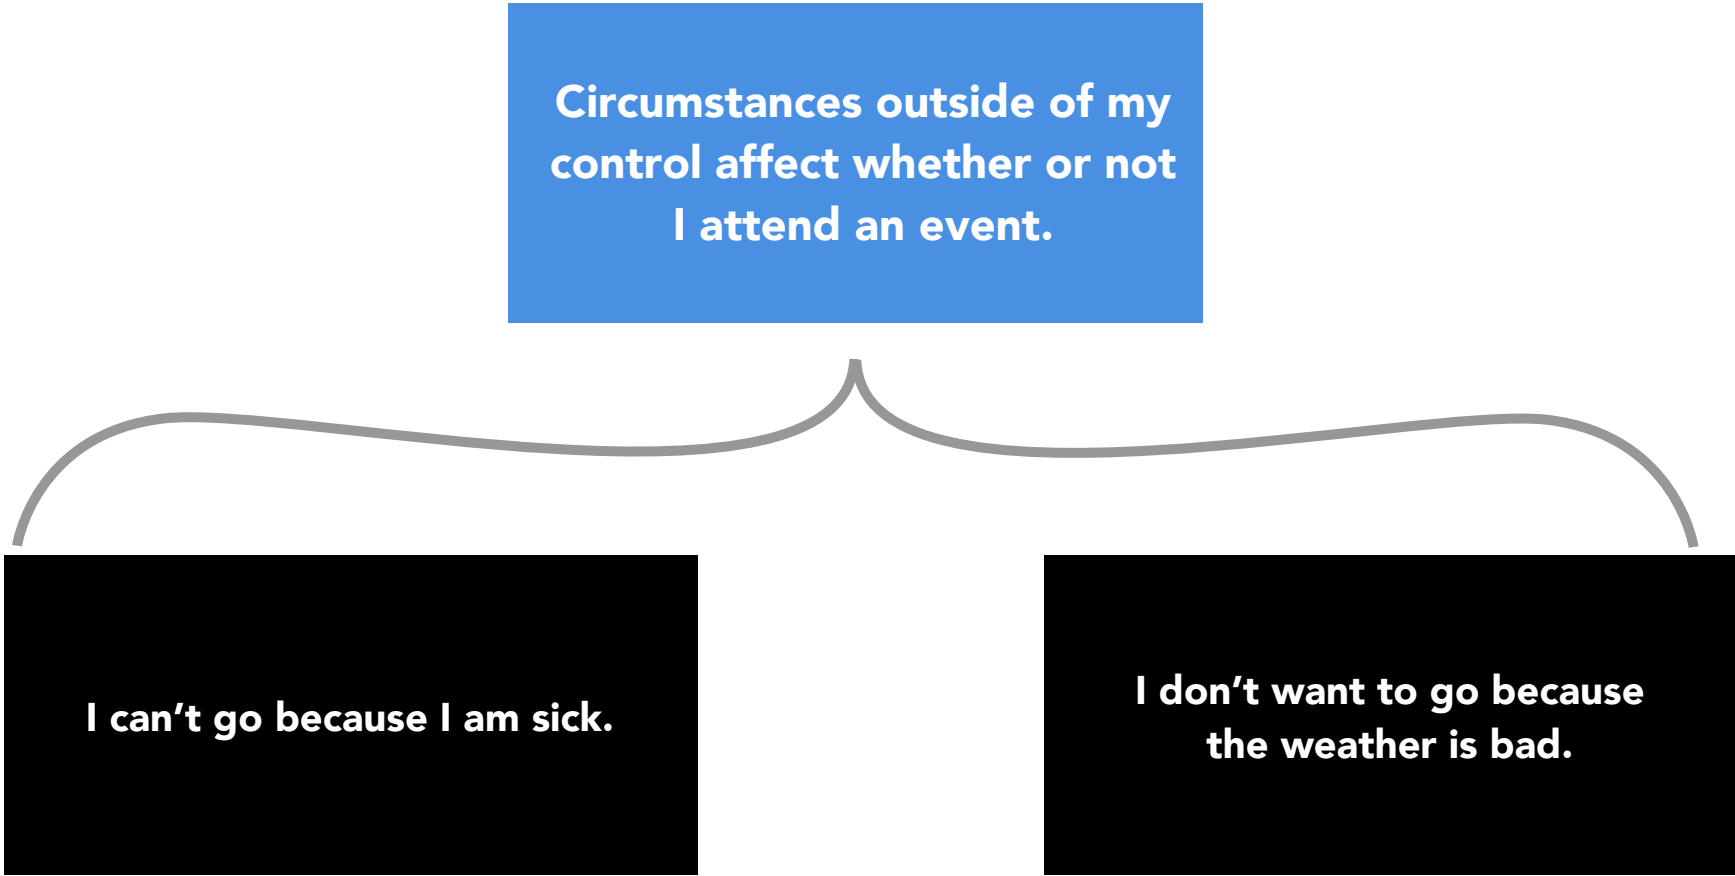 Circumstances outside of my
control affect whether or not
I attend an event.
I can’t go because I am sick.
I don’t want to go because
the weather is bad.